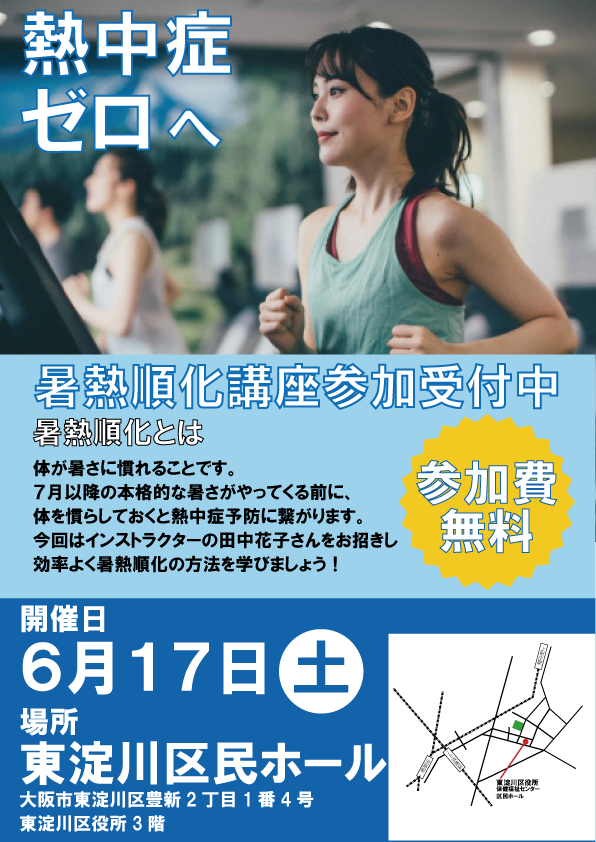 熱中症
ゼロへ
暑熱順化講座参加受付中
暑熱順化とは
体が暑さに慣れることです。
7月以降の本格的な暑さがやってくる前に、
体を慣らしておくと熱中症予防に繋がります。
今回はインストラクターの田中花子さんをお招きし
効率よく暑熱順化の方法を学びましょう！
参加費
無料
開催日
6月17日土
場所
東淀川区民ホール
大阪市東淀川区豊新2丁目1番4号
東淀川区役所3階
東淀川区役所
保健福祉センター
区民ホール